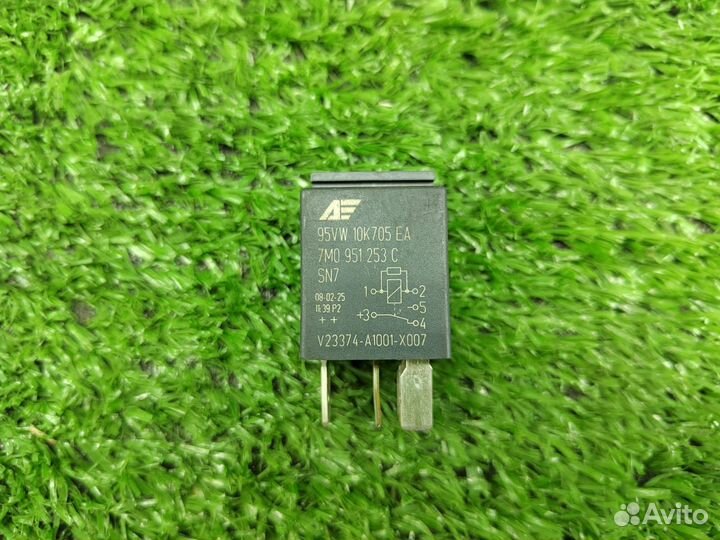 AE
95VW 10K705 EA
7M0 951 253 C
SN7
1 2
08-02-25
5
11:39 P2
+3
4
++
V23374-A1001-X007
Avito